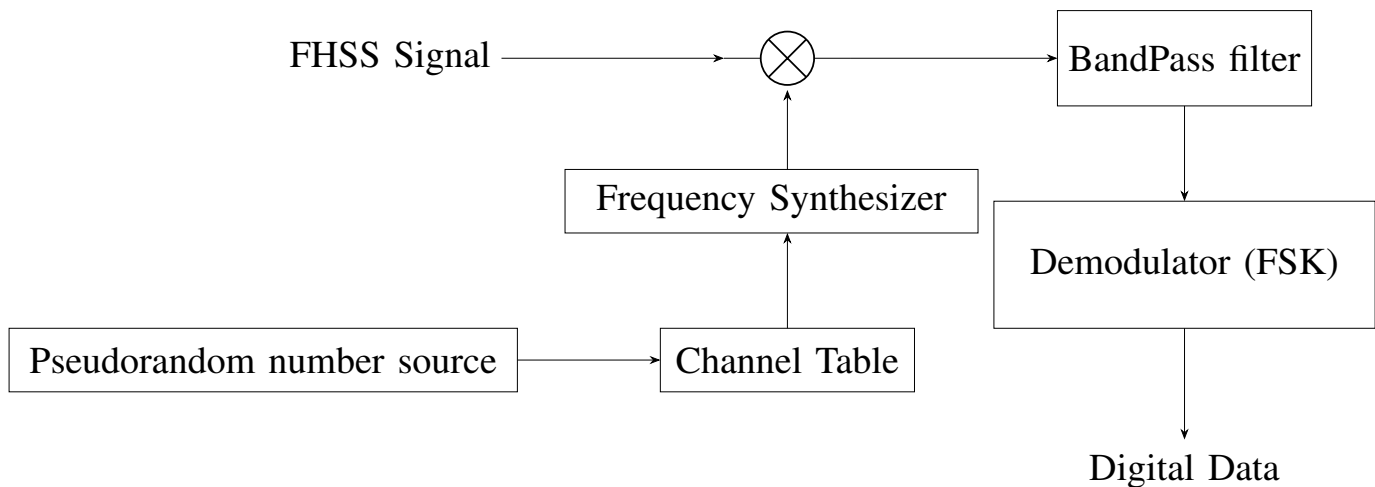 FHSS Signal
BandPass filter
Frequency Synthesizer
Demodulator (FSK)
Pseudorandom number source
Channel Table
Digital Data